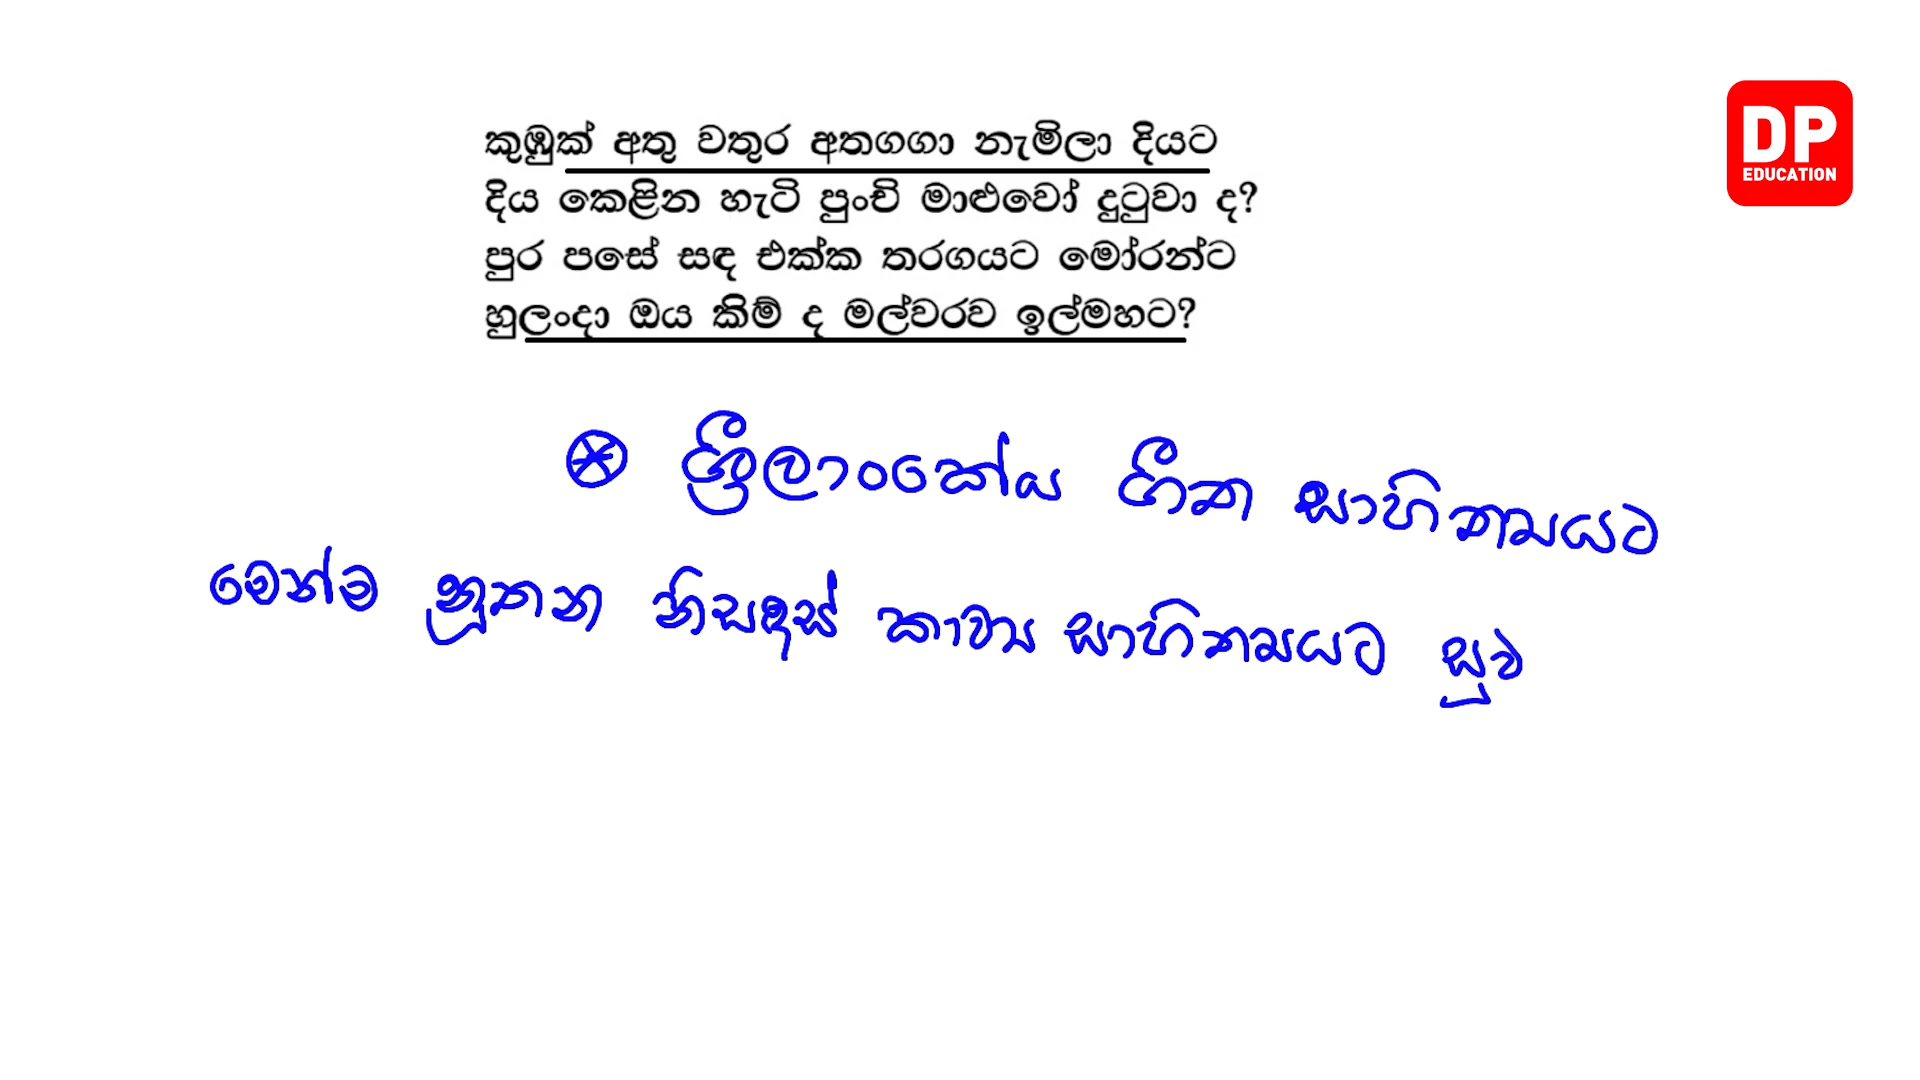 කුඹුක් අතු වතුර අතගගා නැමිලා දියට
දිය කෙළින හැටි පුංචි මාළුවෝ දුටුවා ද?
පුර පසේ සඳ එක්ක තරගයට මෝරන්ට
හුලංදා ඔය කිම් ද මල්වරව ඉල්මහට?
DP
EDUCATION
ශ්‍රීලාංකේය ගීත සාහිත්‍යයට
මෙන්ම නූතන නිසඳැස් කාව්‍ය සාහිත්‍යයට සුව